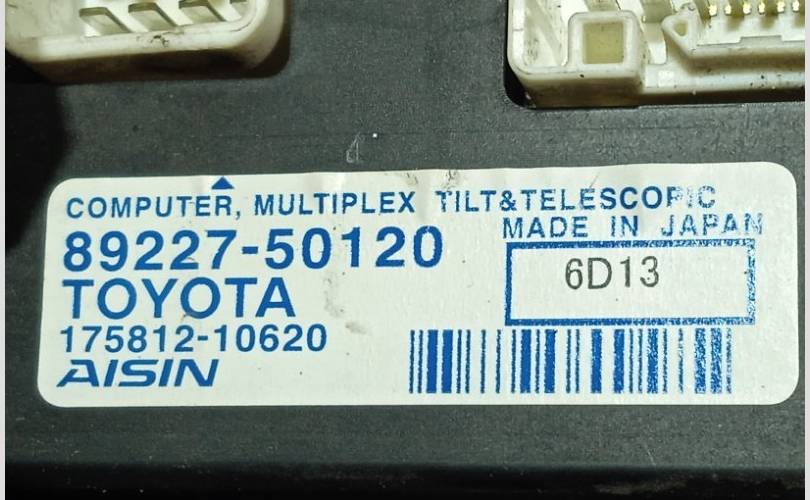 COMPUTER, MULTIPLEX TILT&TELESCOPIC
MADE IN JAPAN
89227-50120
6D13
TOYOTA
175812-10620
AISIN